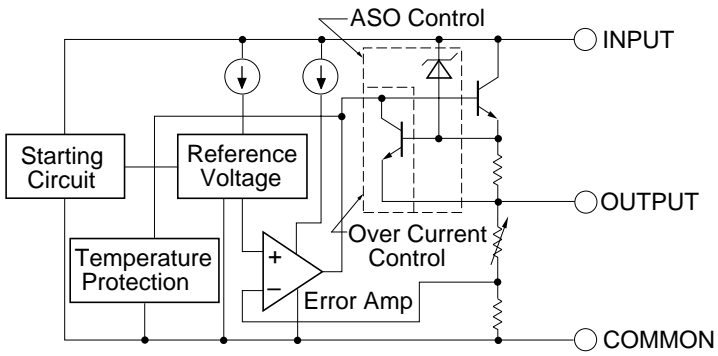 ASO Control
INPUT
Starting
Circuit
Reference
Voltage
OUTPUT
Over Current
Control
Temperature
Protection
+
−
Error Amp
COMMON